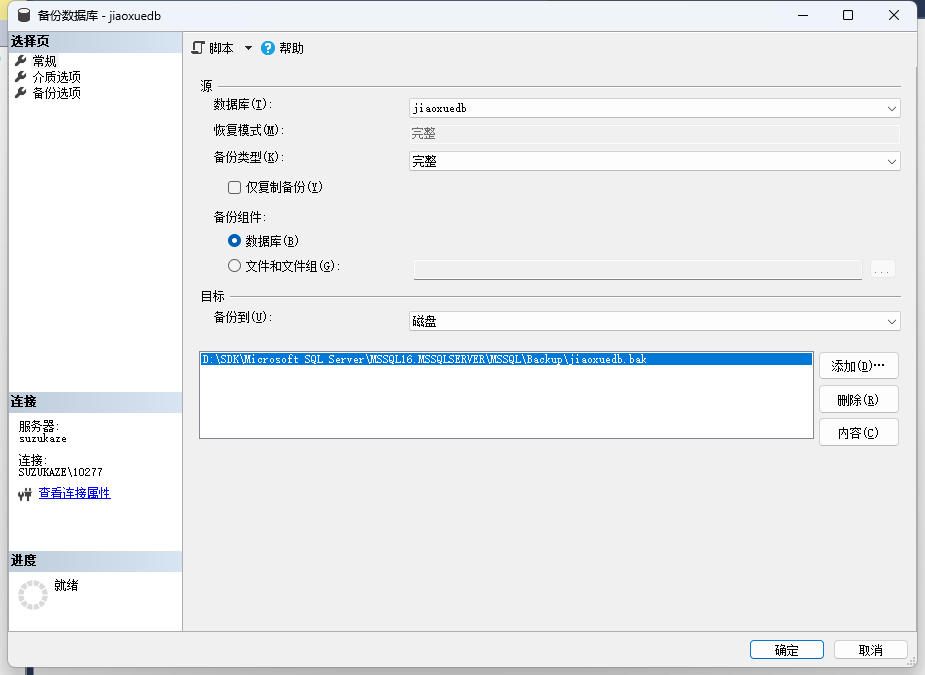 备份数据库 - jiaoxuedb
选择页
常规
介质选项
备份选项
脚本
帮助
源
数据库(T):
jiaoxuedb
恢复模式(M):
完整
备份类型(K):
完整
仅复制备份(Y)
备份组件:
数据库(B)
文件和文件组(G):
...
目标
备份到(U):
磁盘
D:\SDK\Microsoft SQL Server\MSSQL16.MSSQLSERVER\MSSQL\Backup\jiaoxuedb.bak
添加(D)…
删除(R)
内容(C)
连接
服务器:
suzukaze
连接:
SUZUKAZE\10277
查看连接属性
进度
就绪
确定
取消